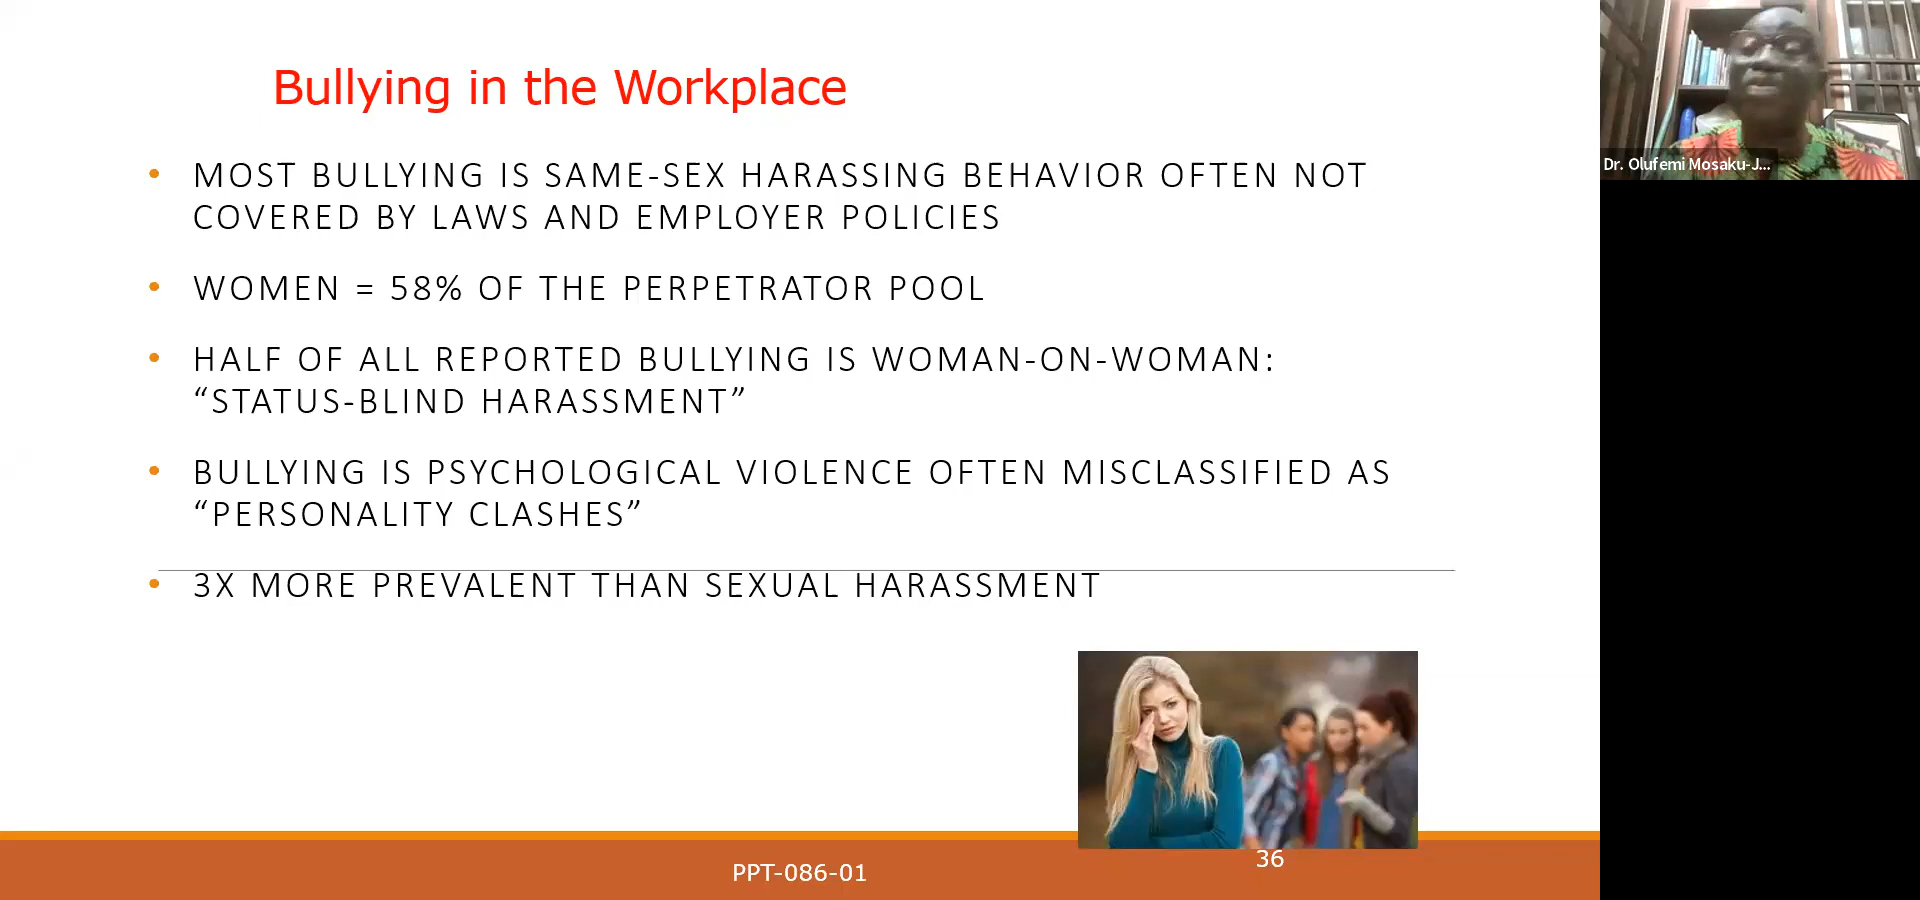 Bullying in the Workplace
• MOST BULLYING IS SAME-SEX HARASSING BEHAVIOR OFTEN NOT
COVERED BY LAWS AND EMPLOYER POLICIES
• WOMEN = 58% OF THE PERPETRATOR POOL
• HALF OF ALL REPORTED BULLYING IS WOMAN-ON-WOMAN:
“STATUS-BLIND HARASSMENT”
• BULLYING IS PSYCHOLOGICAL VIOLENCE OFTEN MISCLASSIFIED AS
“PERSONALITY CLASHES”
• 3X MORE PREVALENT THAN SEXUAL HARASSMENT
PPT-086-01
36
Dr. Olufemi Mosaku-J...